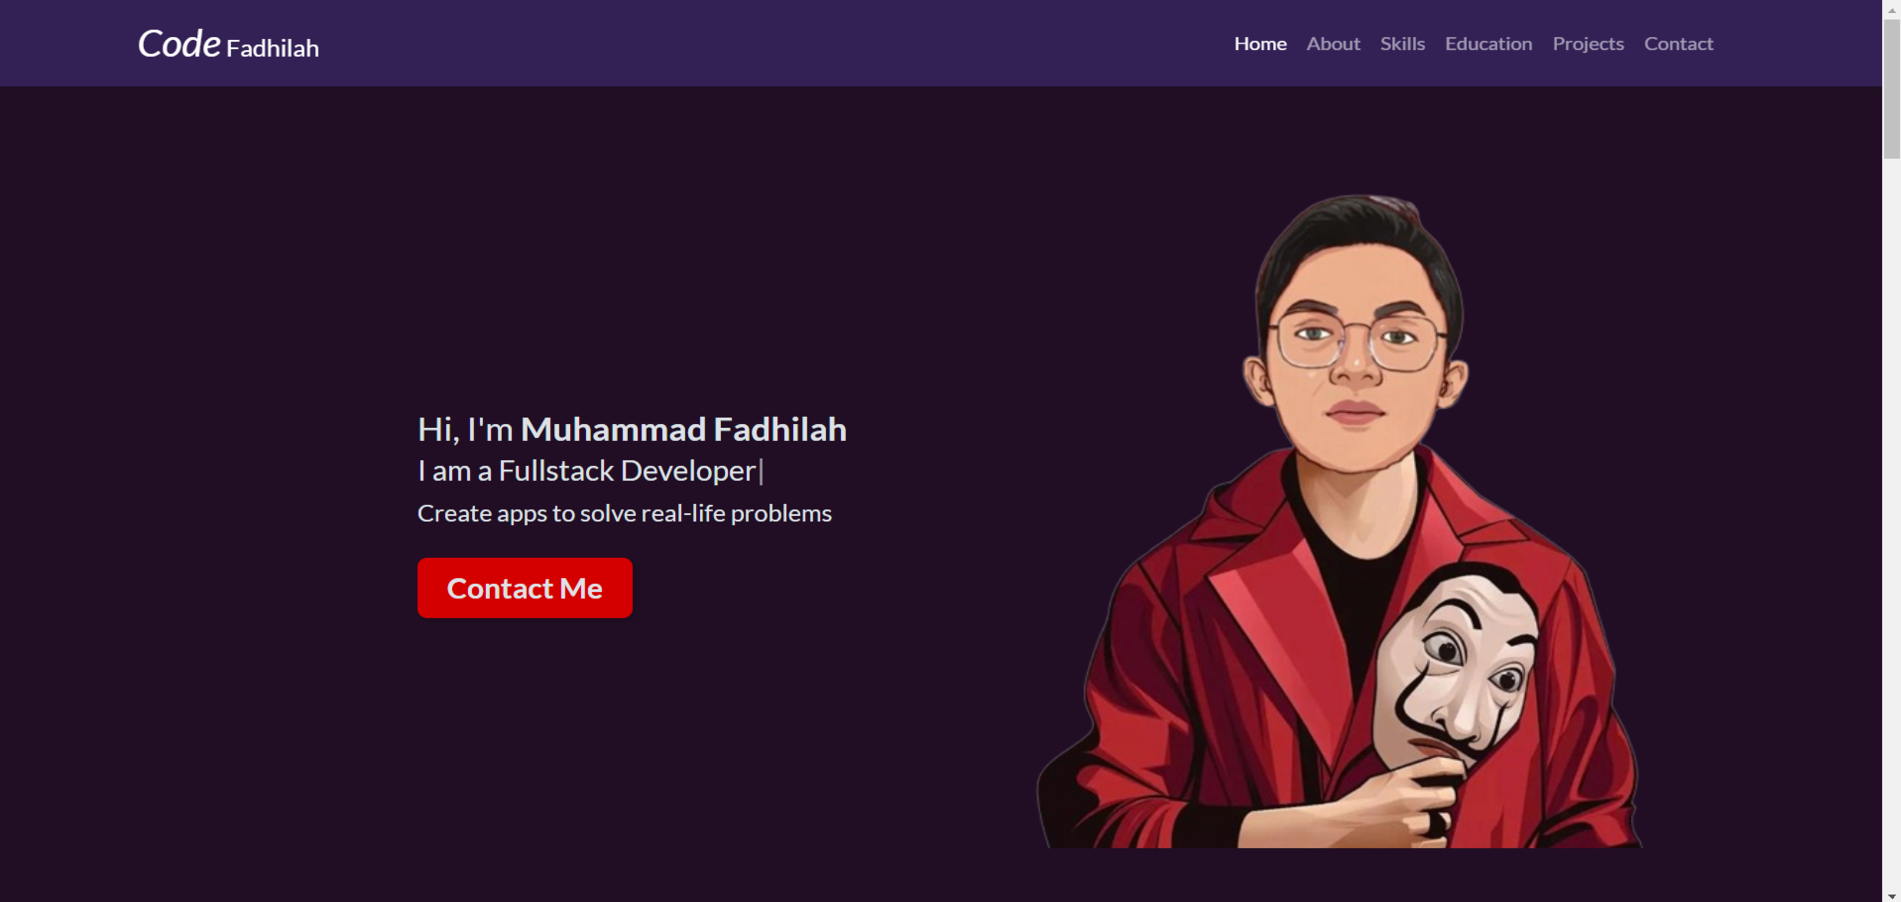 Code Fadhilah
Home About Skills Education Projects Contact
Hi, I'm Muhammad Fadhilah
I am a Fullstack Developer|
Create apps to solve real-life problems
Contact Me